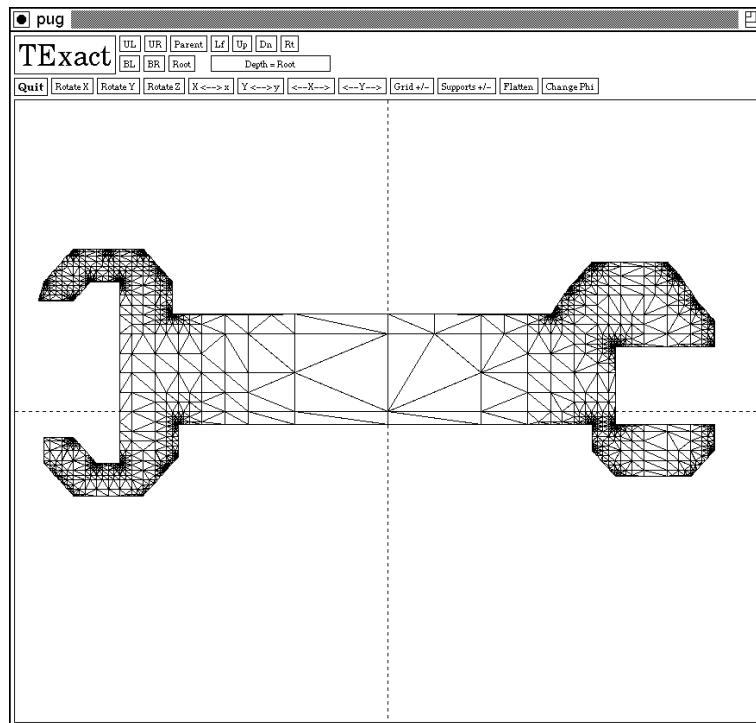 pug
TExact
UL UR Parent Lf Up Dn Rt
BL BR Root Depth = Root
Quit Rotate X Rotate Y Rotate Z X <--> x Y <--> y <--X--> <--Y--> Grid +/- Supports +/- Flatten Change Phi